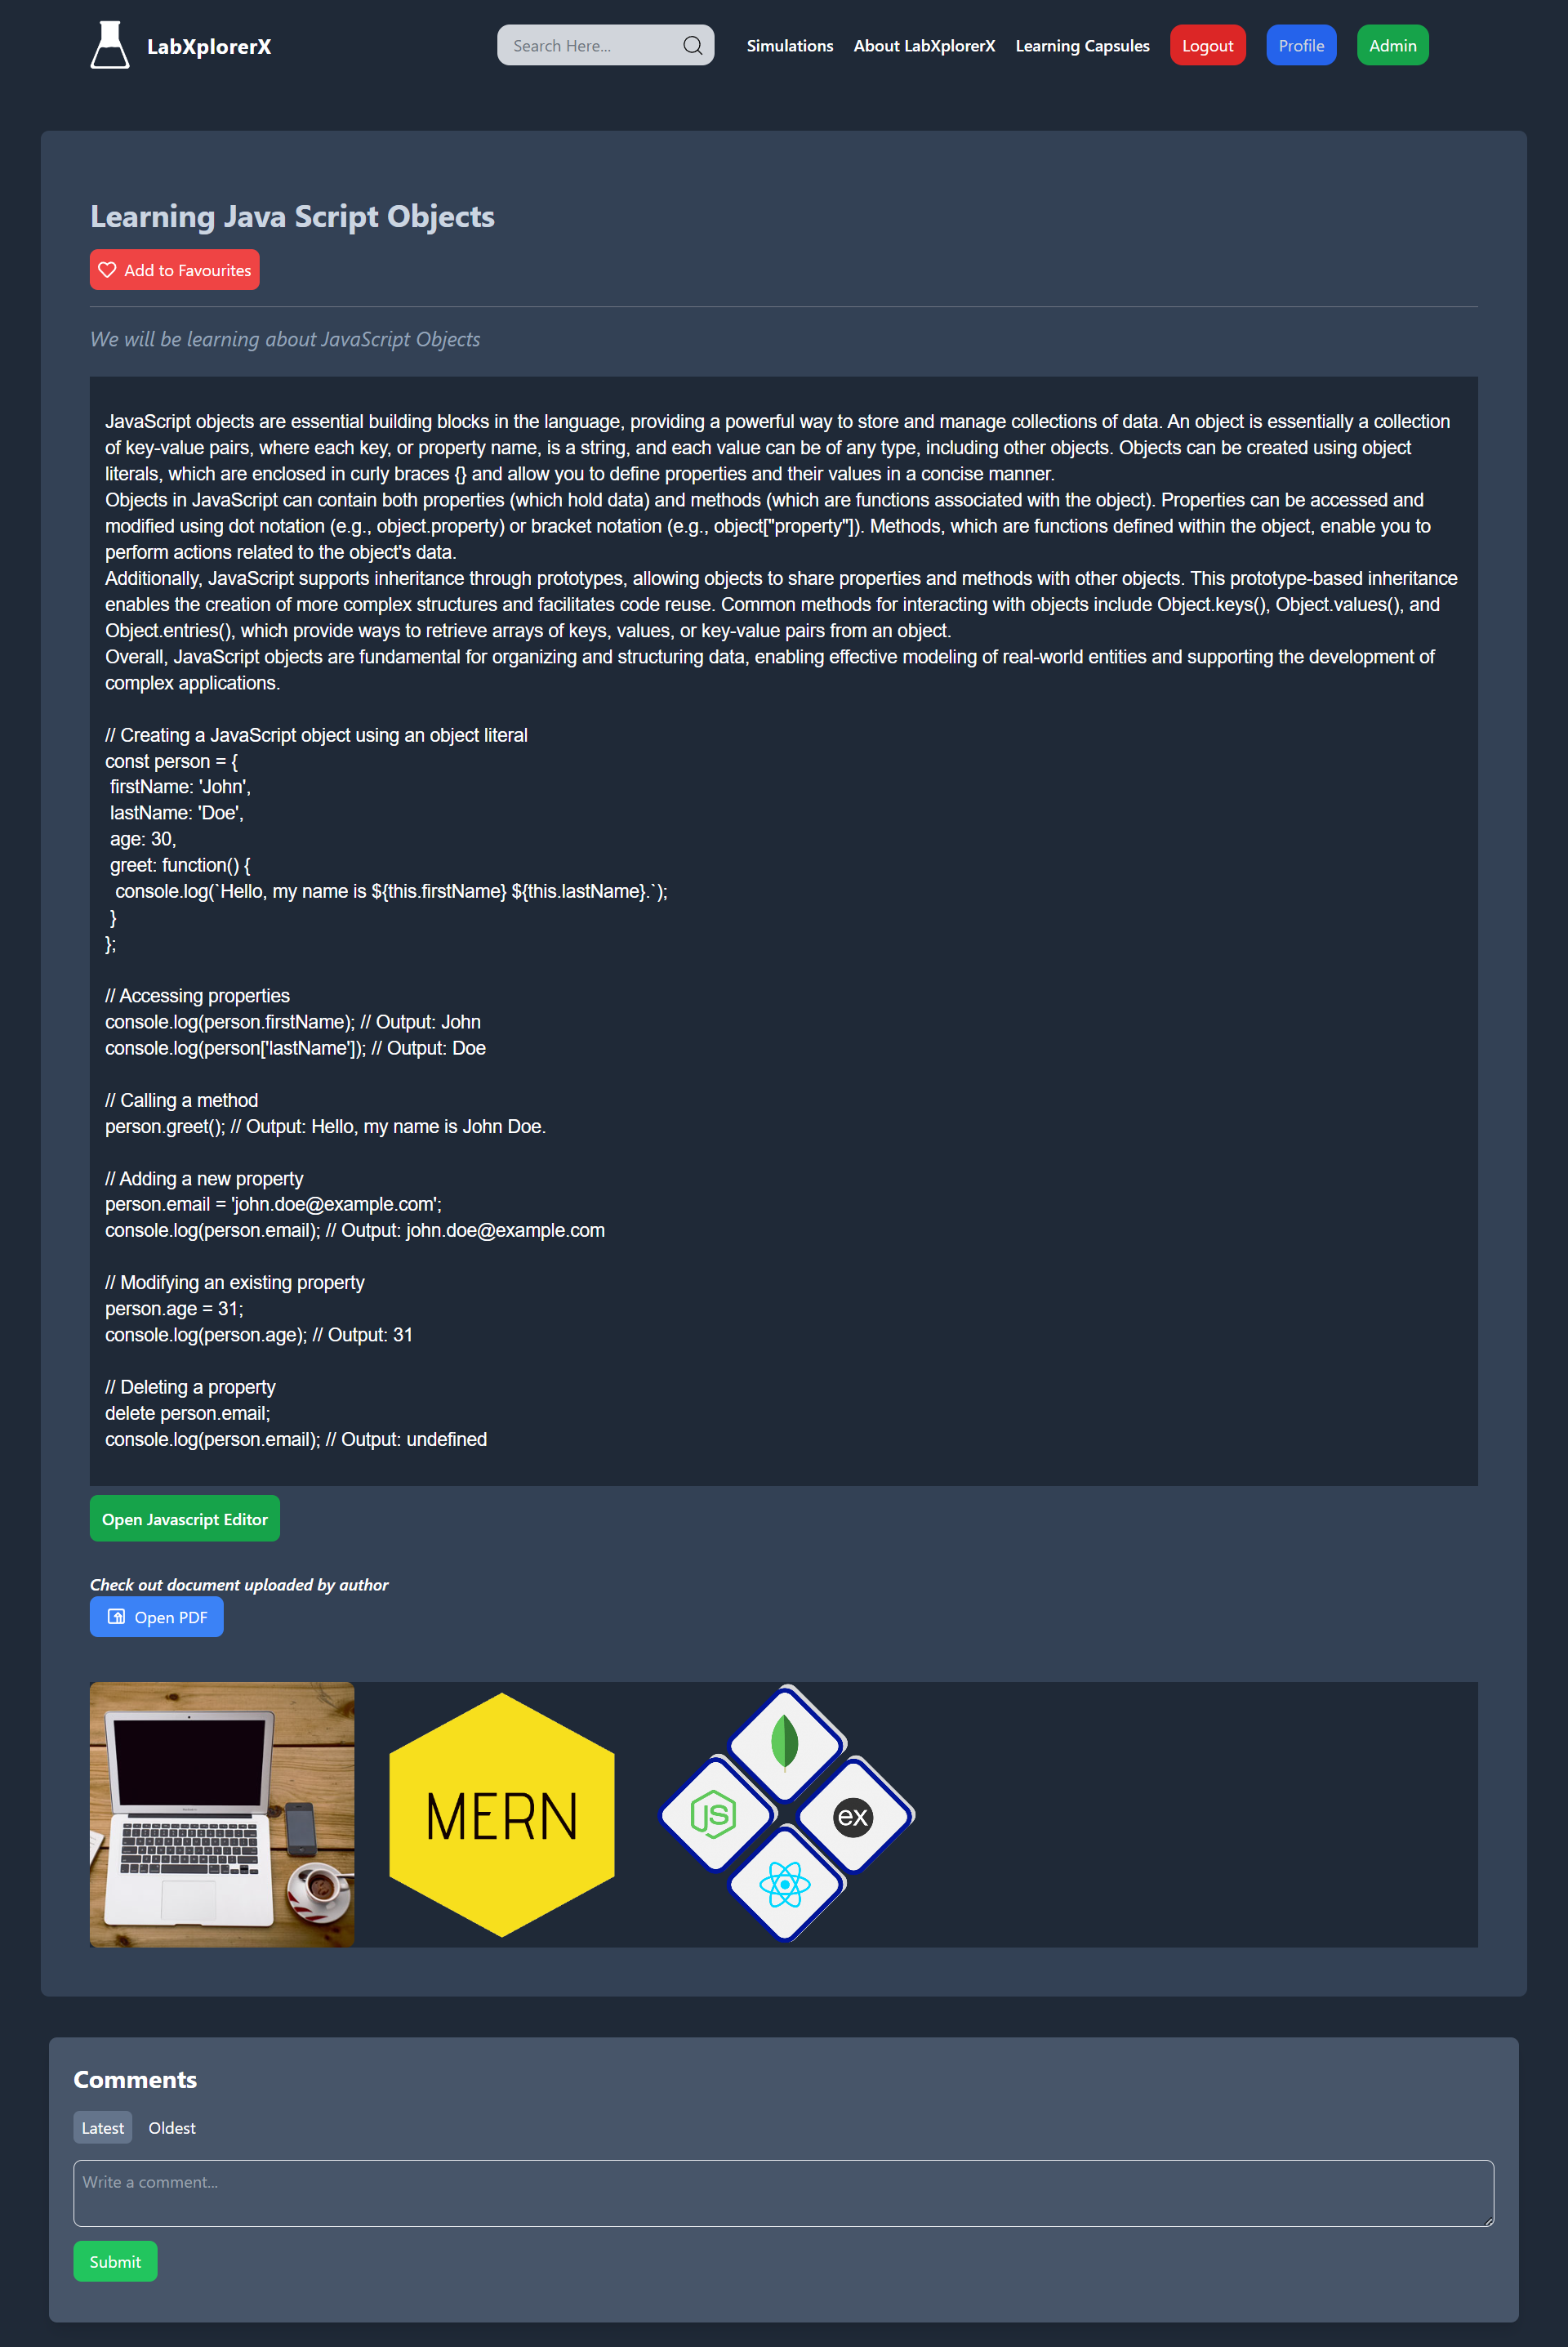 LabXplorerX
Search Here...
Simulations
About LabXplorerX
Learning Capsules
Logout
Profile
Admin
Learning Java Script Objects
Add to Favourites
We will be learning about JavaScript Objects
JavaScript objects are essential building blocks in the language, providing a powerful way to store and manage collections of data. An object is essentially a collection
of key-value pairs, where each key, or property name, is a string, and each value can be of any type, including other objects. Objects can be created using object
literals, which are enclosed in curly braces {} and allow you to define properties and their values in a concise manner.
Objects in JavaScript can contain both properties (which hold data) and methods (which are functions associated with the object). Properties can be accessed and
modified using dot notation (e.g., object.property) or bracket notation (e.g., object["property"]). Methods, which are functions defined within the object, enable you to
perform actions related to the object's data.
Additionally, JavaScript supports inheritance through prototypes, allowing objects to share properties and methods with other objects. This prototype-based inheritance
enables the creation of more complex structures and facilitates code reuse. Common methods for interacting with objects include Object.keys(), Object.values(), and
Object.entries(), which provide ways to retrieve arrays of keys, values, or key-value pairs from an object.
Overall, JavaScript objects are fundamental for organizing and structuring data, enabling effective modeling of real-world entities and supporting the development of
complex applications.
// Creating a JavaScript object using an object literal
const person = {
firstName: 'John',
lastName: 'Doe',
age: 30,
greet: function() {
console.log(`Hello, my name is ${this.firstName} ${this.lastName}.`);
}
};
// Accessing properties
console.log(person.firstName); // Output: John
console.log(person['lastName']); // Output: Doe
// Calling a method
person.greet(); // Output: Hello, my name is John Doe.
// Adding a new property
person.email = 'john.doe@example.com';
console.log(person.email); // Output: john.doe@example.com
// Modifying an existing property
person.age = 31;
console.log(person.age); // Output: 31
// Deleting a property
delete person.email;
console.log(person.email); // Output: undefined
Open Javascript Editor
Check out document uploaded by author
Open PDF
MERN
JS
ex
Comments
Latest
Oldest
Write a comment...
Submit